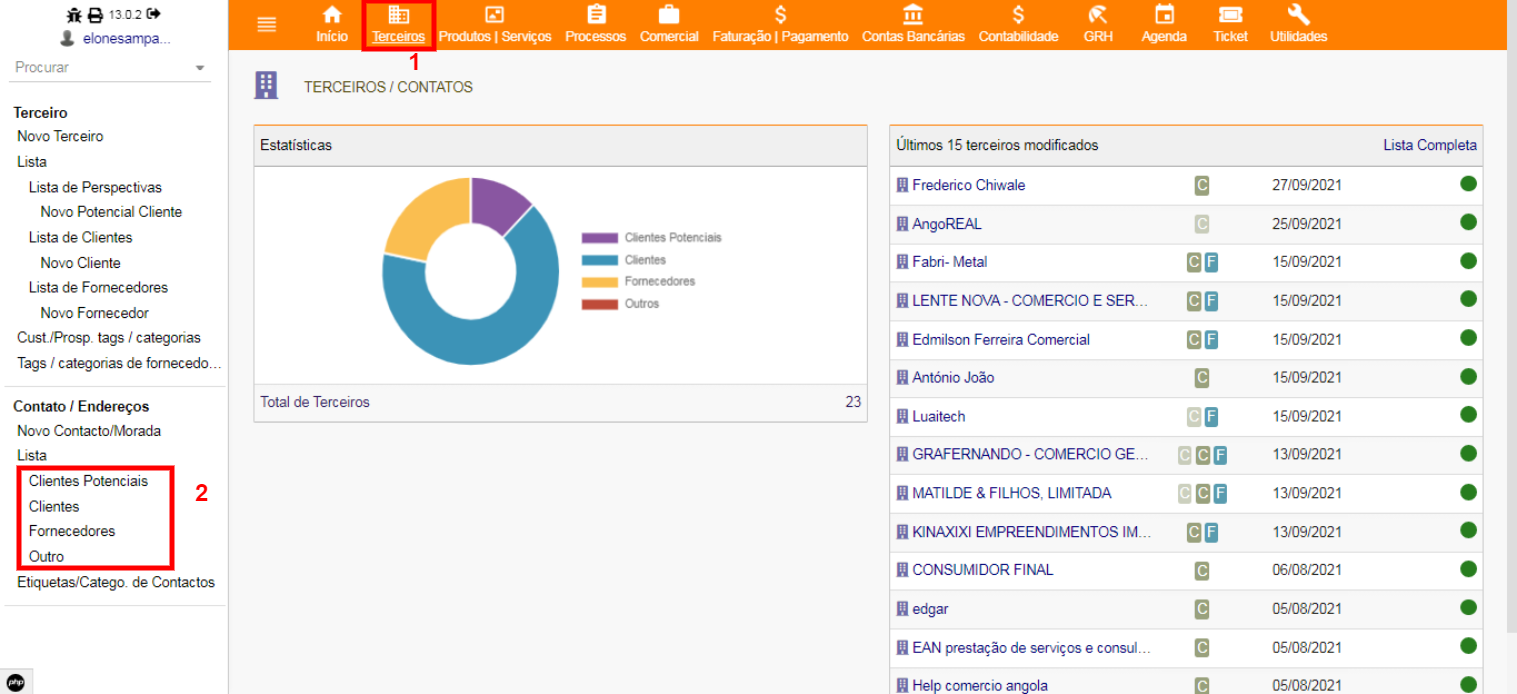 13.0.2
elonesampa...
Procurar
Terceiro
Novo Terceiro
Lista
Lista de Perspectivas
Novo Potencial Cliente
Lista de Clientes
Novo Cliente
Lista de Fornecedores
Novo Fornecedor
Cust./Prosp. tags / categorias
Tags / categorias de fornecedo...
Contato / Endereços
Novo Contacto/Morada
Lista
Clientes Potenciais
Clientes
Fornecedores
Outro
2
Etiquetas/Catego. de Contactos
php
Início
Terceiros
Produtos | Serviços
Processos
Comercial
Faturação | Pagamento
Contas Bancárias
Contabilidade
GRH
Agenda
Ticket
Utilidades
1
TERCEIROS / CONTATOS
Estatísticas
Clientes Potenciais
Clientes
Fornecedores
Outros
Total de Terceiros 23
Últimos 15 terceiros modificados Lista Completa
Frederico Chiwale C 27/09/2021
AngoREAL C 25/09/2021
Fabri- Metal C F 15/09/2021
LENTE NOVA - COMERCIO E SER... C F 15/09/2021
Edmilson Ferreira Comercial C F 15/09/2021
António João C 15/09/2021
Luaitech C F 15/09/2021
GRAFERNANDO - COMERCIO GE... C C F 13/09/2021
MATILDE & FILHOS, LIMITADA C C F 13/09/2021
KINAXIXI EMPREENDIMENTOS IM... C F 13/09/2021
CONSUMIDOR FINAL C 06/08/2021
edgar C 05/08/2021
EAN prestação de serviços e consul... C 05/08/2021
Help comercio angola C 05/08/2021